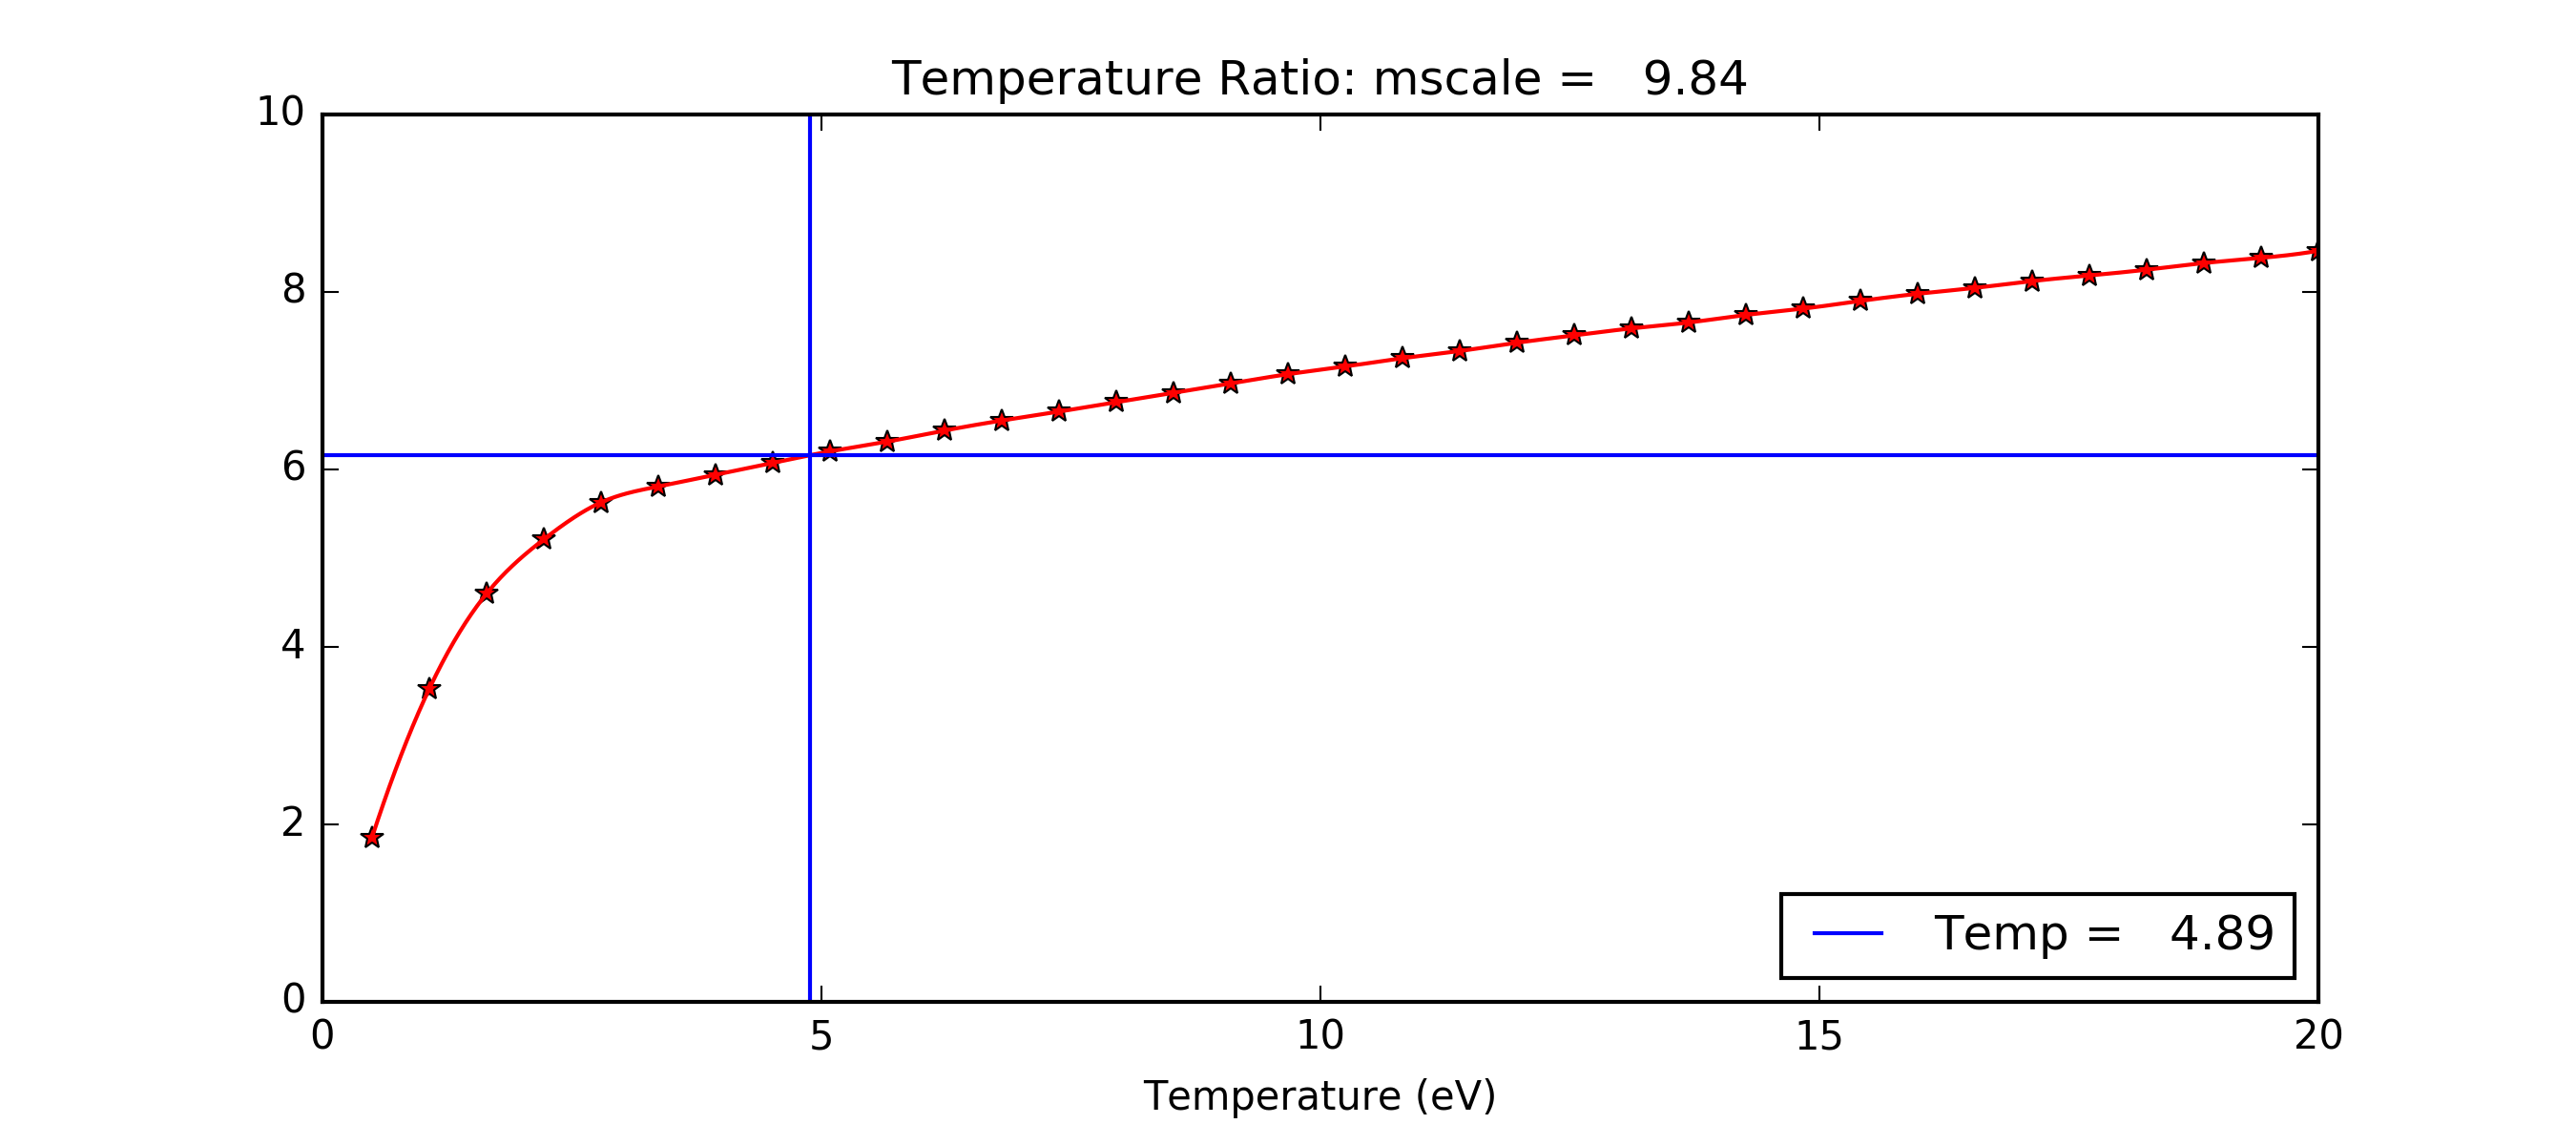 Temperature Ratio: mscale = 9.84
10
8
6
4
2
0
0 5 10 15 20
Temperature (eV)
Temp = 4.89